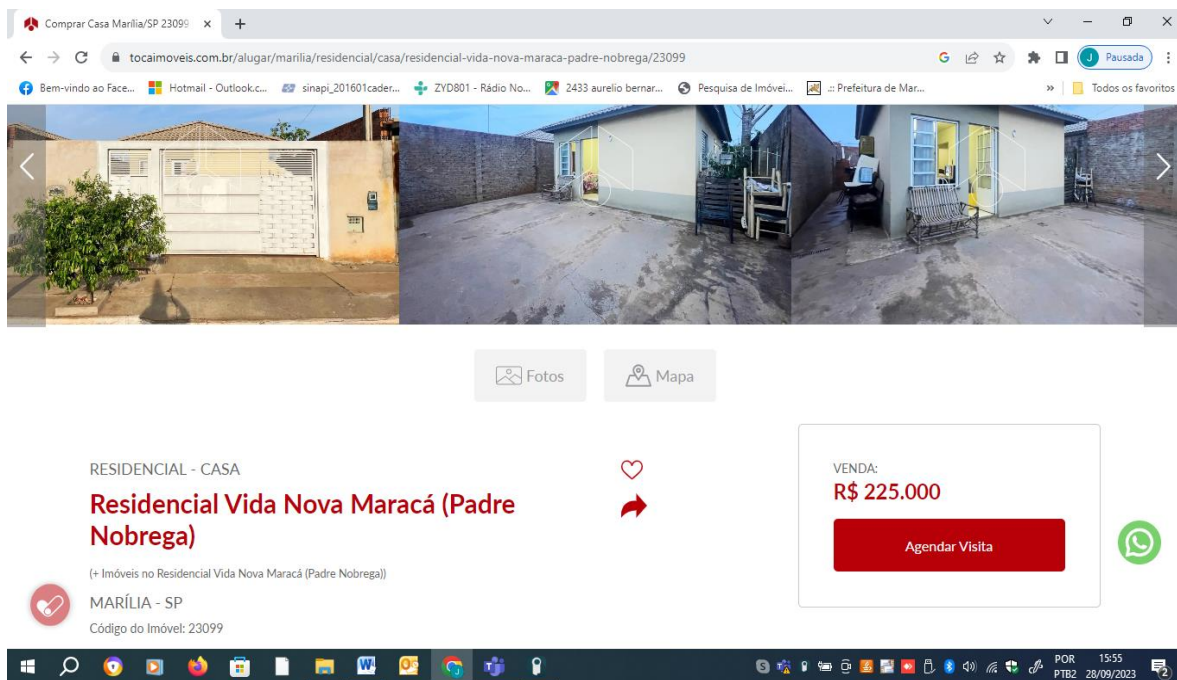 Comprar Casa Marília/SP 23099
tocaimoveis.com.br/alugar/marilia/residencial/casa/residencial-vida-nova-maraca-padre-nobrega/23099
J Pausada
Bem-vindo ao Face... Hotmail - Outlook.c... sinapi_201601cader... ZYD801 - Rádio No... 2433 aurelio bernar... Pesquisa de Imóvei... .:: Prefeitura de Mar... » Todos os favoritos
Fotos Mapa
RESIDENCIAL - CASA
Residencial Vida Nova Maracá (Padre
Nobrega)
(+ Imóveis no Residencial Vida Nova Maracá (Padre Nobrega))
MARÍLIA - SP
Código do Imóvel: 23099
VENDA:
R$ 225.000
Agendar Visita
POR 15:55
PTB2 28/09/2023 2